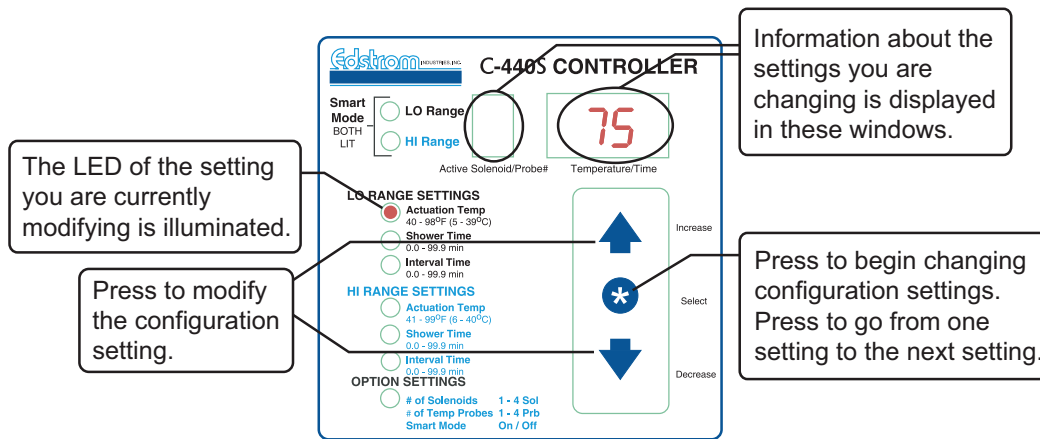 Edstrom INDUSTRIES, INC.
C-440S CONTROLLER
Smart
Mode
BOTH
LIT
LO Range
HI Range
75
Active Solenoid/Probe#
Temperature/Time
Information about the
settings you are
changing is displayed
in these windows.
The LED of the setting
you are currently
modifying is illuminated.
LO RANGE SETTINGS
Actuation Temp
40 - 98°F (5 - 39°C)
Shower Time
0.0 - 99.9 min
Interval Time
0.0 - 99.9 min
Press to modify
the configuration
setting.
HI RANGE SETTINGS
Actuation Temp
41 - 99°F (6 - 40°C)
Shower Time
0.0 - 99.9 min
Interval Time
0.0 - 99.9 min
OPTION SETTINGS
# of Solenoids 1 - 4 Sol
# of Temp Probes 1 - 4 Prb
Smart Mode On / Off
Increase
*
Select
Decrease
Press to begin changing
configuration settings.
Press to go from one
setting to the next setting.